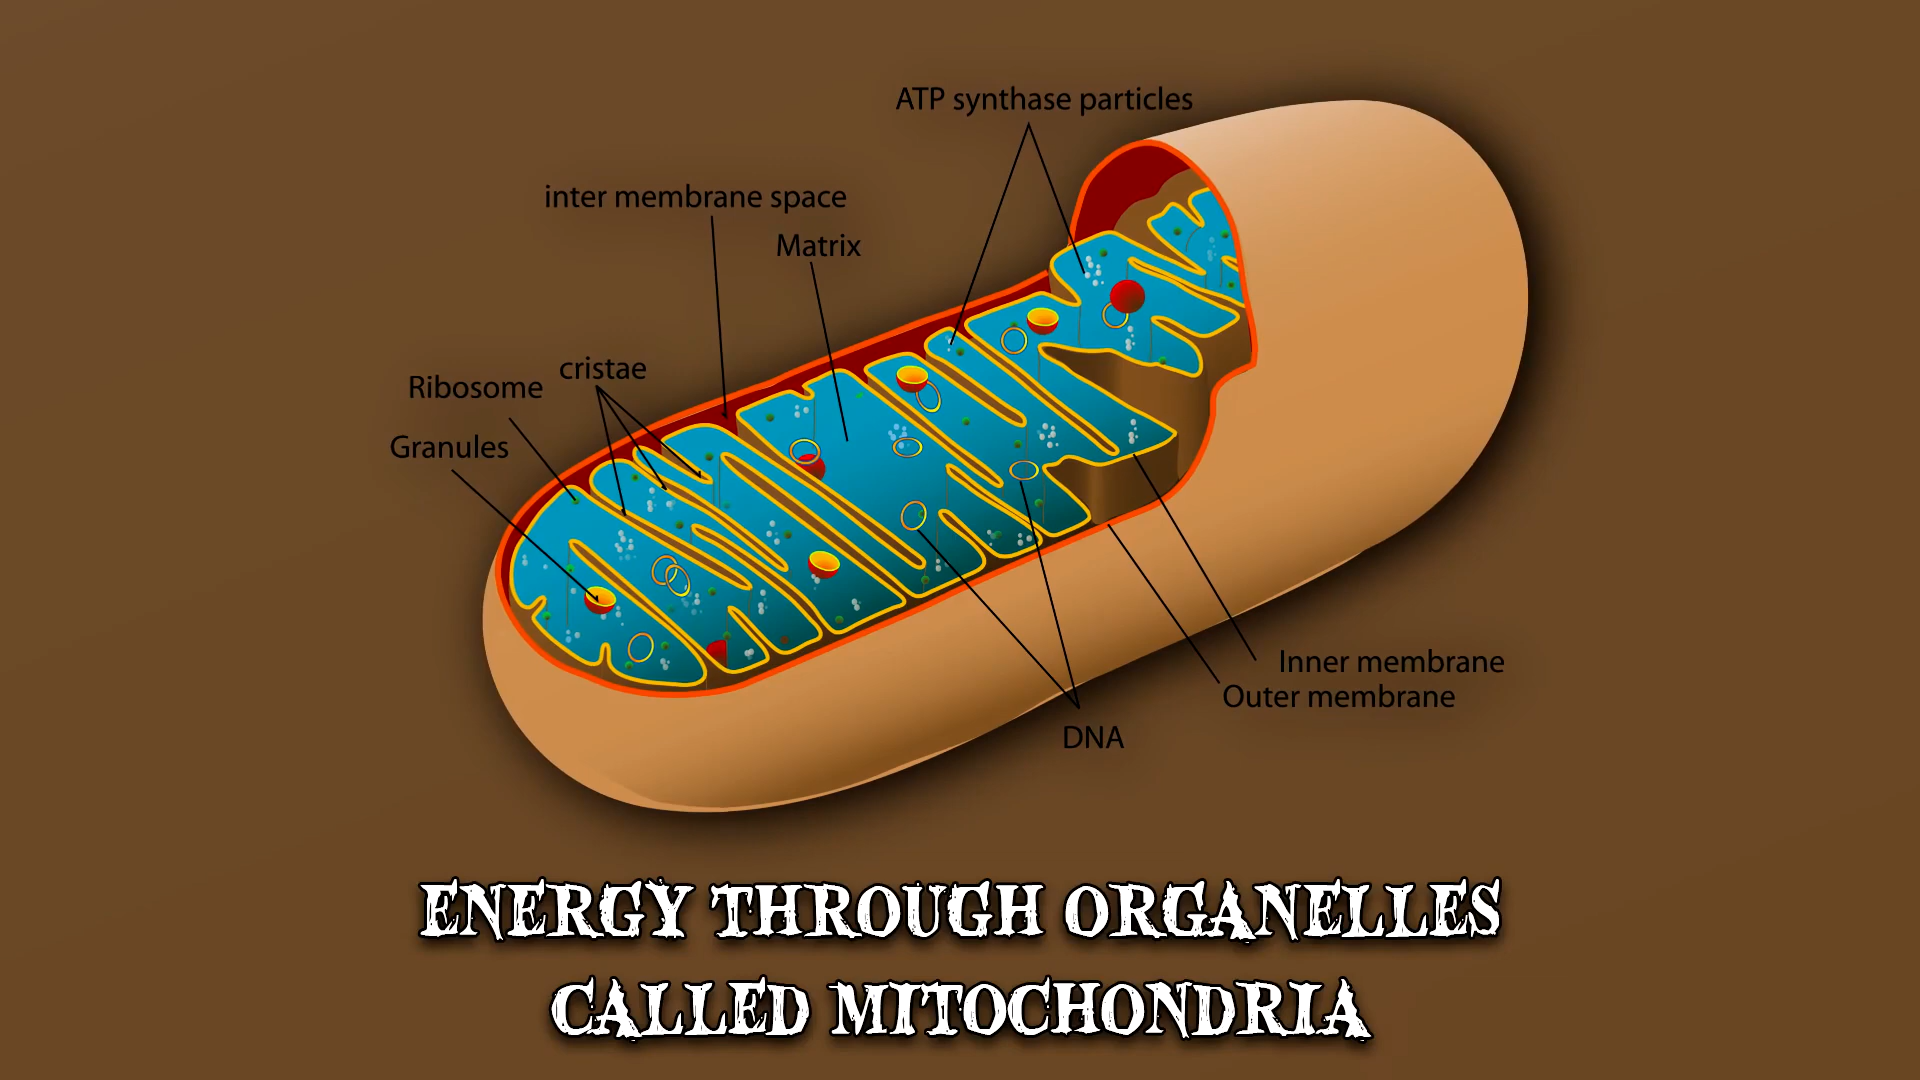 ATP synthase particles
inter membrane space
Matrix
cristae
Ribosome
Granules
Inner membrane
Outer membrane
DNA
ENERGY THROUGH ORGANELLES
CALLED MITOCHONDRIA